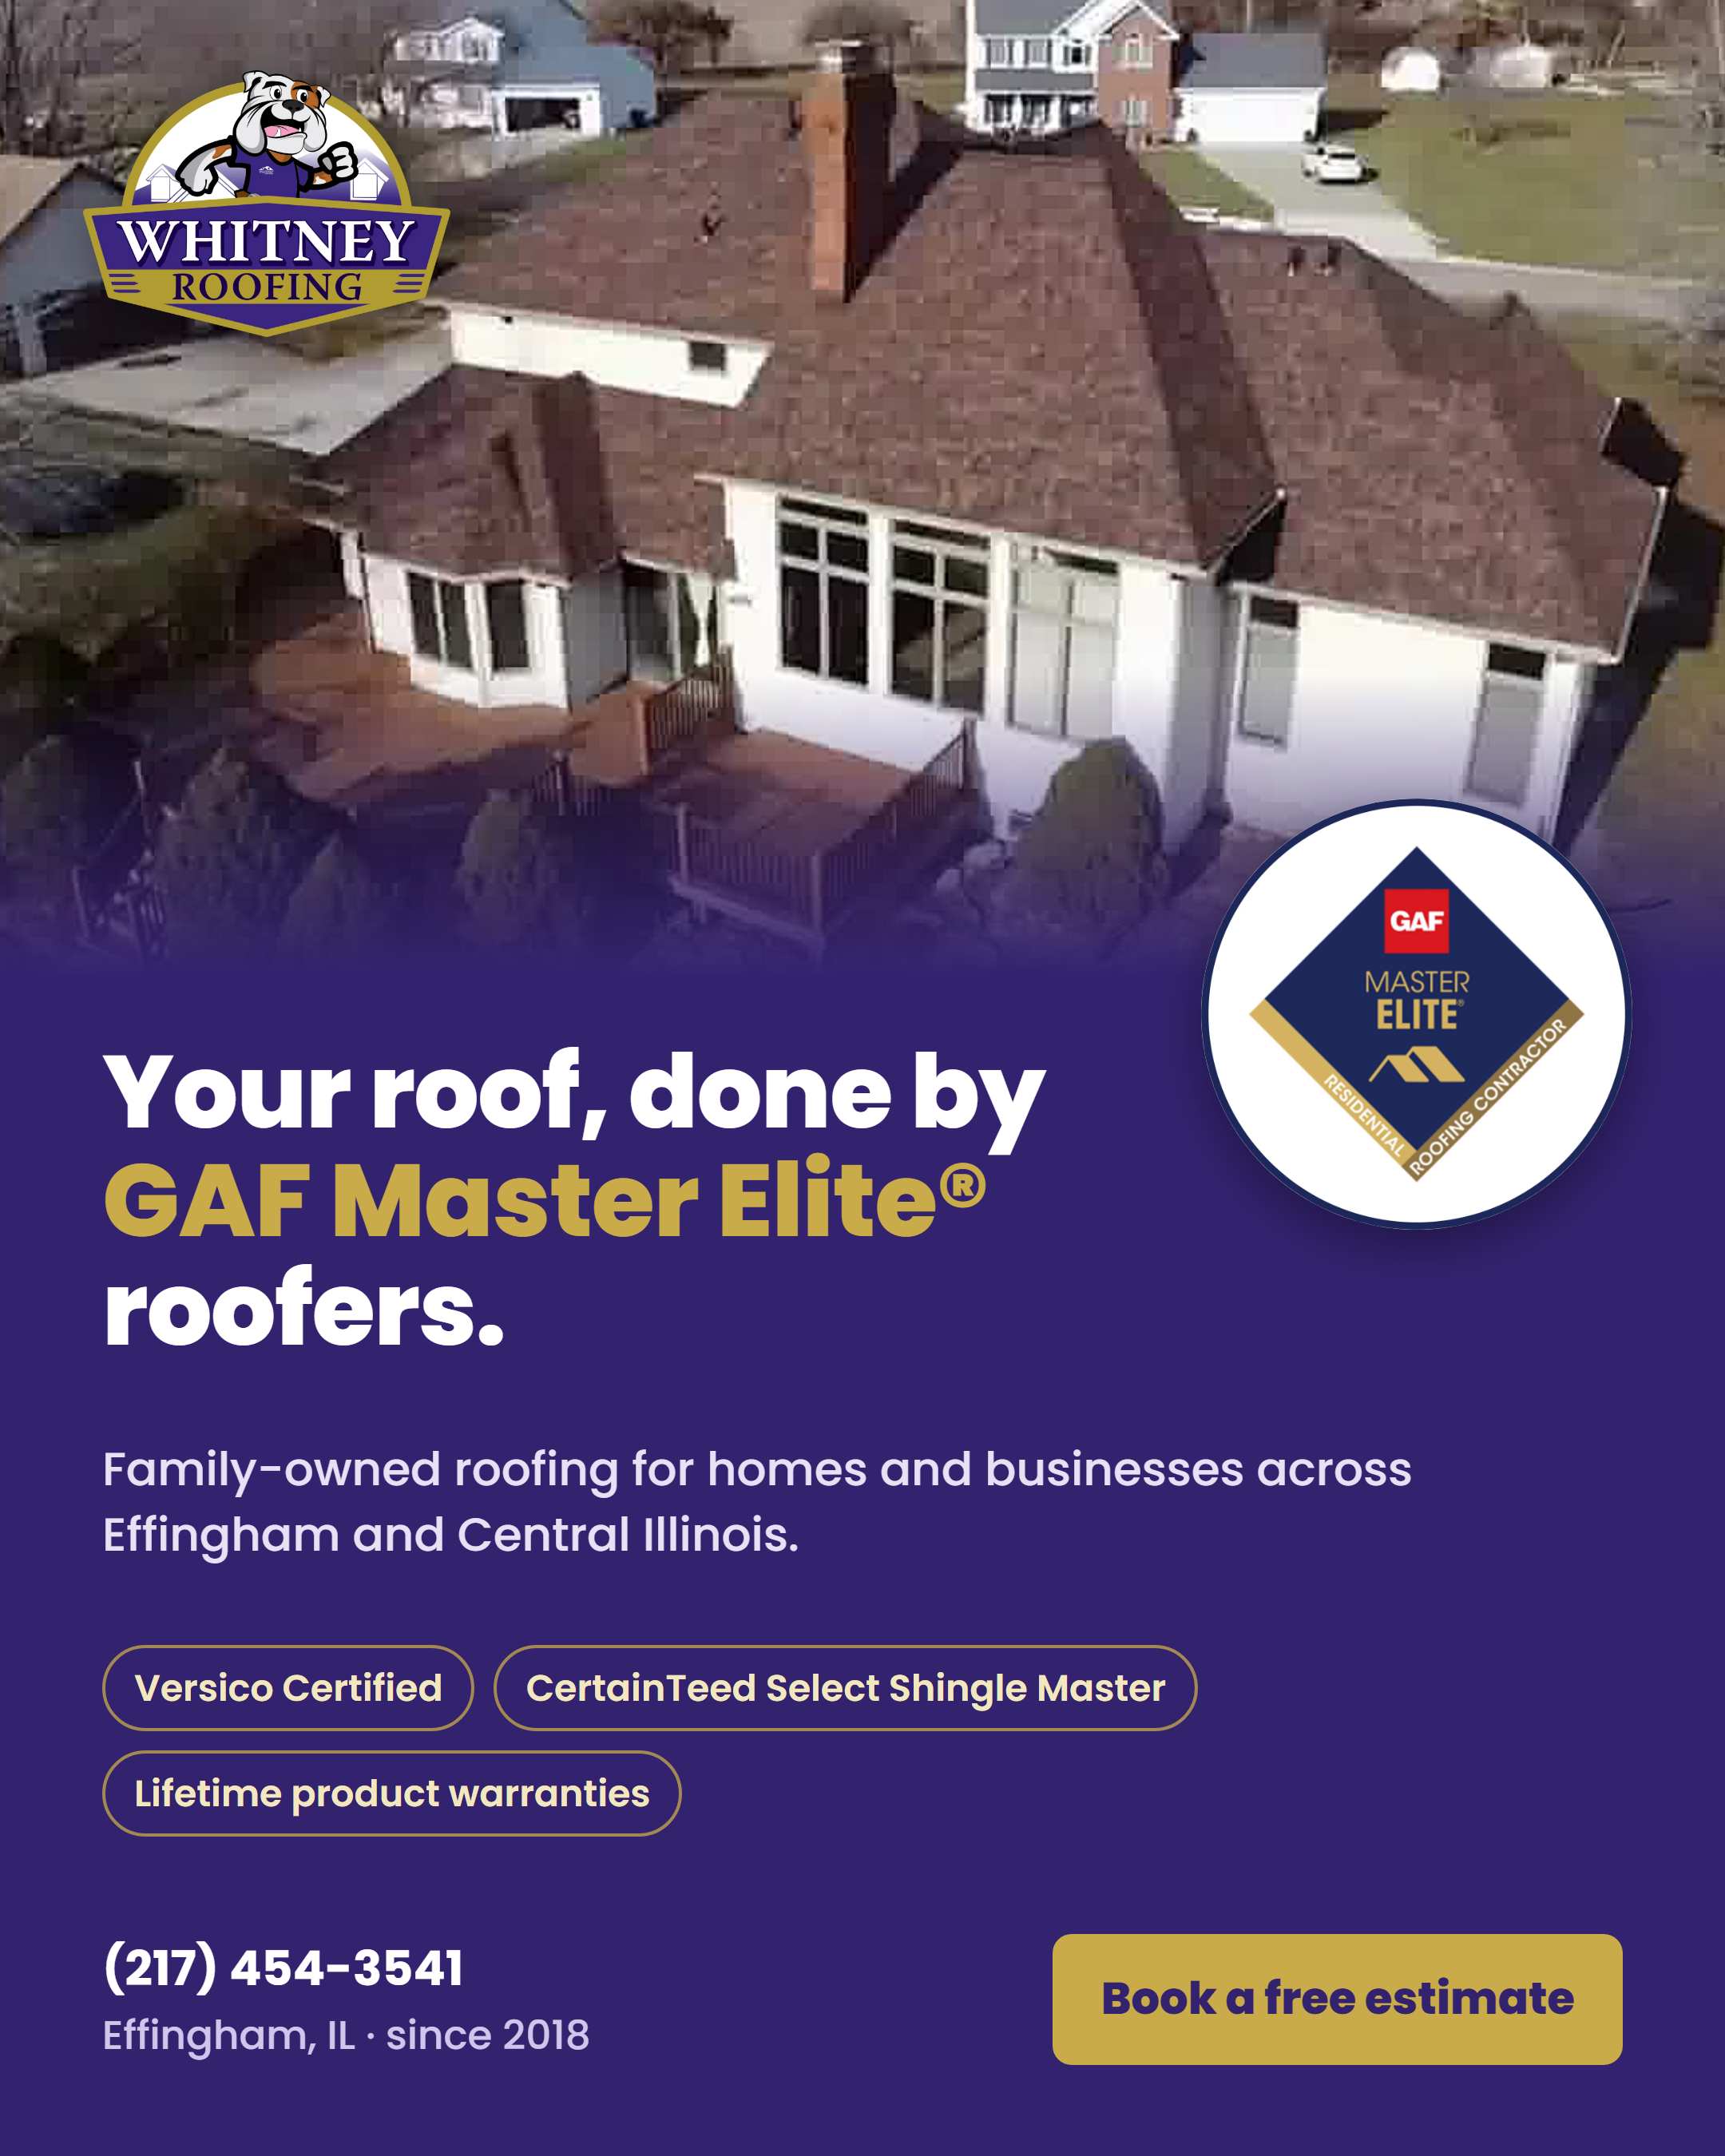 WHITNEY
ROOFING
GAF
MASTER
ELITE®
RESIDENTIAL
ROOFING CONTRACTOR
Your roof, done by
GAF Master Elite®
roofers.
Family-owned roofing for homes and businesses across
Effingham and Central Illinois.
Versico Certified
CertainTeed Select Shingle Master
Lifetime product warranties
(217) 454-3541
Effingham, IL · since 2018
Book a free estimate